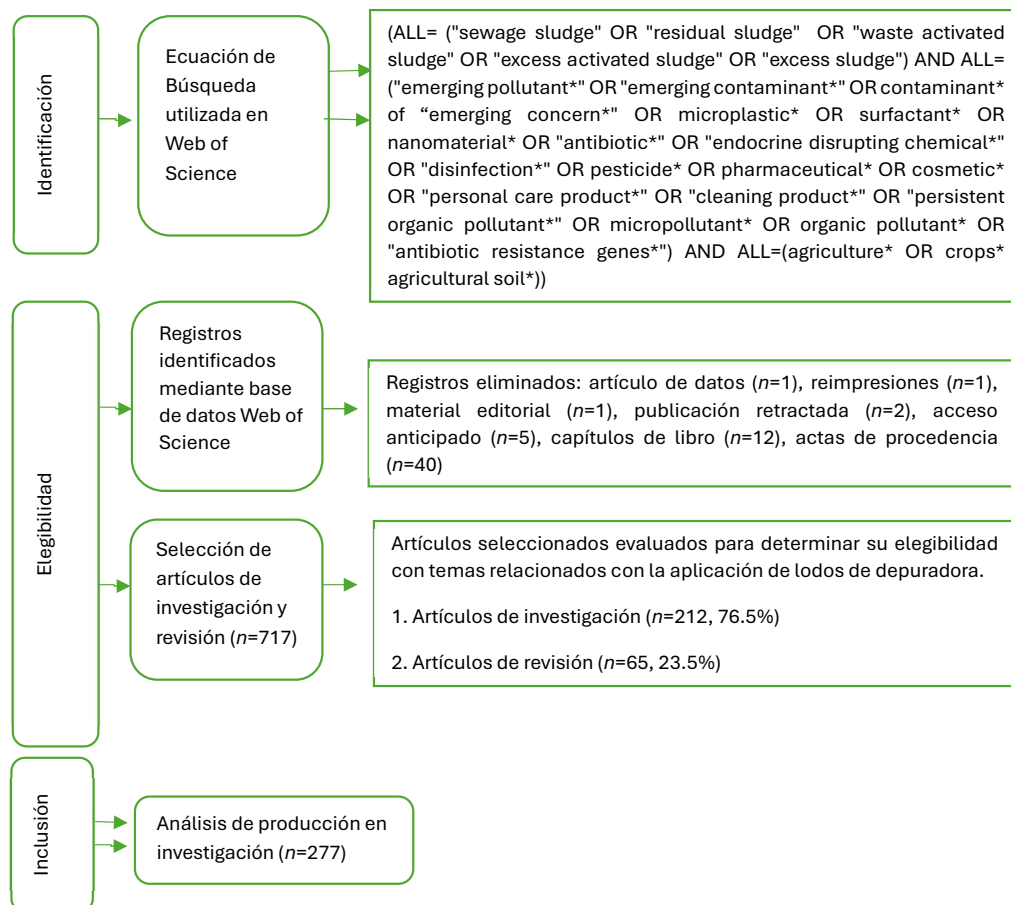 Identificación
Ecuación de
Búsqueda
utilizada en
Web of
Science
(ALL= ("sewage sludge" OR "residual sludge" OR "waste activated
sludge" OR "excess activated sludge" OR "excess sludge") AND ALL=
("emerging pollutant*" OR "emerging contaminant*" OR contaminant*
of “emerging concern*" OR microplastic* OR surfactant* OR
nanomaterial* OR "antibiotic*" OR "endocrine disrupting chemical*"
OR "disinfection*" OR pesticide* OR pharmaceutical* OR cosmetic*
OR "personal care product*" OR "cleaning product*" OR "persistent
organic pollutant*" OR micropollutant* OR organic pollutant* OR
"antibiotic resistance genes*") AND ALL=(agriculture* OR crops*
agricultural soil*))
Elegibilidad
Registros
identificados
mediante base
de datos Web of
Science
Registros eliminados: artículo de datos (n=1), reimpresiones (n=1),
material editorial (n=1), publicación retractada (n=2), acceso
anticipado (n=5), capítulos de libro (n=12), actas de procedencia
(n=40)
Selección de
artículos de
investigación y
revisión (n=717)
Artículos seleccionados evaluados para determinar su elegibilidad
con temas relacionados con la aplicación de lodos de depuradora.
1. Artículos de investigación (n=212, 76.5%)
2. Artículos de revisión (n=65, 23.5%)
Inclusión
Análisis de producción en
investigación (n=277)